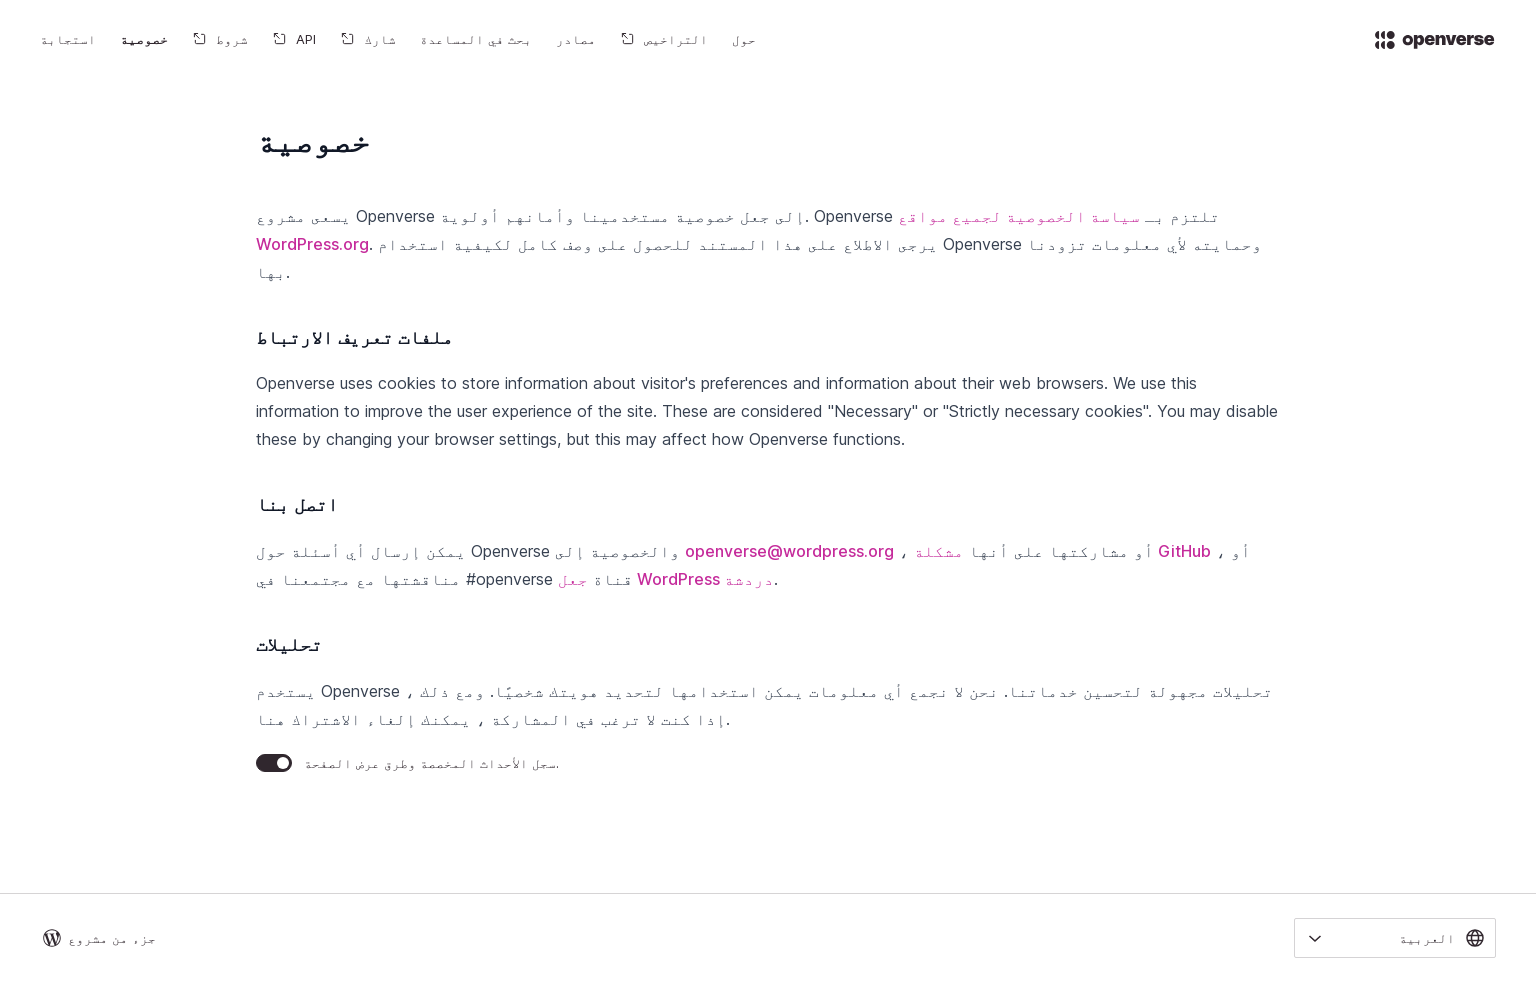 openverse
حول
التراخيص
مصادر
بحث في المساعدة
شارك
API
شروط
خصوصية
استجابة
خصوصية
يسعى مشروع Openverse إلى جعل خصوصية مستخدمينا وأمانهم أولوية. Openverse تلتزم بـ سياسة الخصوصية لجميع مواقع
WordPress.org. يرجى الاطلاع على هذا المستند للحصول على وصف كامل لكيفية استخدام Openverse وحمايته لأي معلومات تزودنا
بها.
ملفات تعريف الارتباط
Openverse uses cookies to store information about visitor's preferences and information about their web browsers. We use this
information to improve the user experience of the site. These are considered "Necessary" or "Strictly necessary cookies". You may disable
these by changing your browser settings, but this may affect how Openverse functions.
اتصل بنا
يمكن إرسال أي أسئلة حول Openverse والخصوصية إلى openverse@wordpress.org ، أو مشاركتها على أنها مشكلة GitHub ، أو
مناقشتها مع مجتمعنا في #openverse قناة جعل WordPress دردشة.
تحليلات
يستخدم Openverse تحليلات مجهولة لتحسين خدماتنا. نحن لا نجمع أي معلومات يمكن استخدامها لتحديد هويتك شخصيًا. ومع ذلك ،
إذا كنت لا ترغب في المشاركة ، يمكنك إلغاء الاشتراك هنا.
سجل الأحداث المخصصة وطرق عرض الصفحة.
العربية
جزء من مشروع